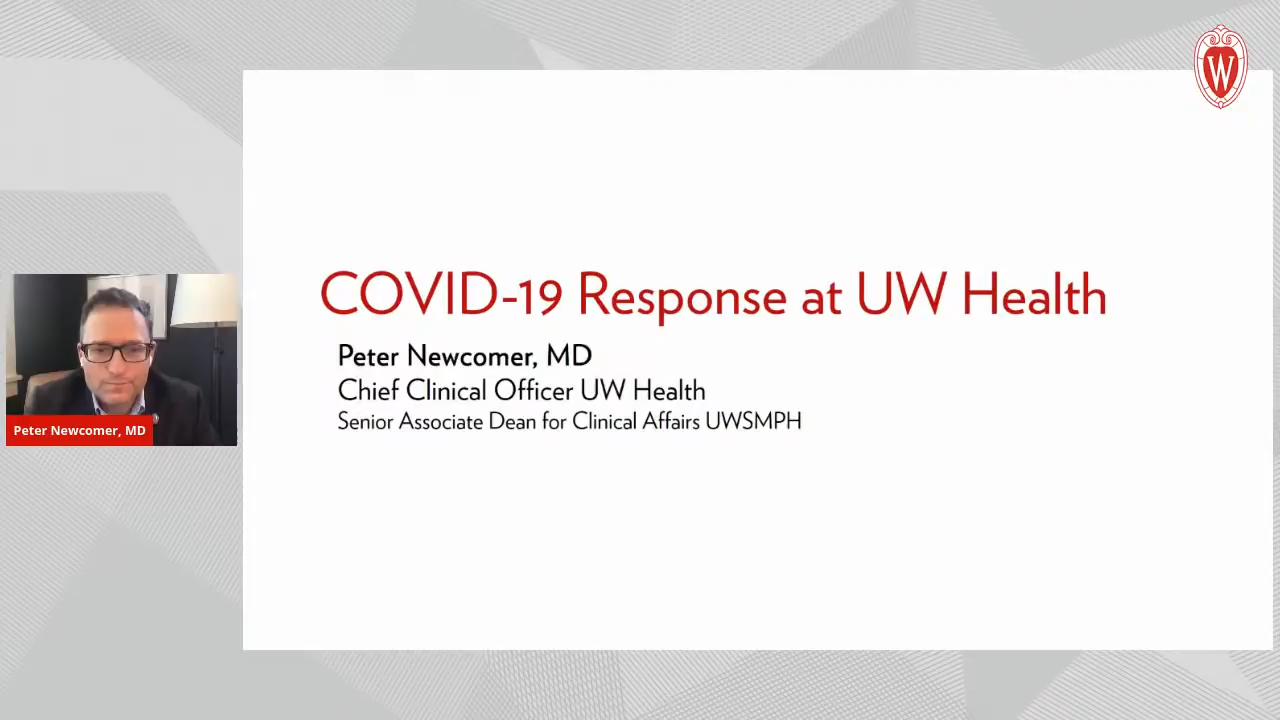 W
COVID-19 Response at UW Health
Peter Newcomer, MD
Chief Clinical Officer UW Health
Senior Associate Dean for Clinical Affairs UWSMPH
Peter Newcomer, MD